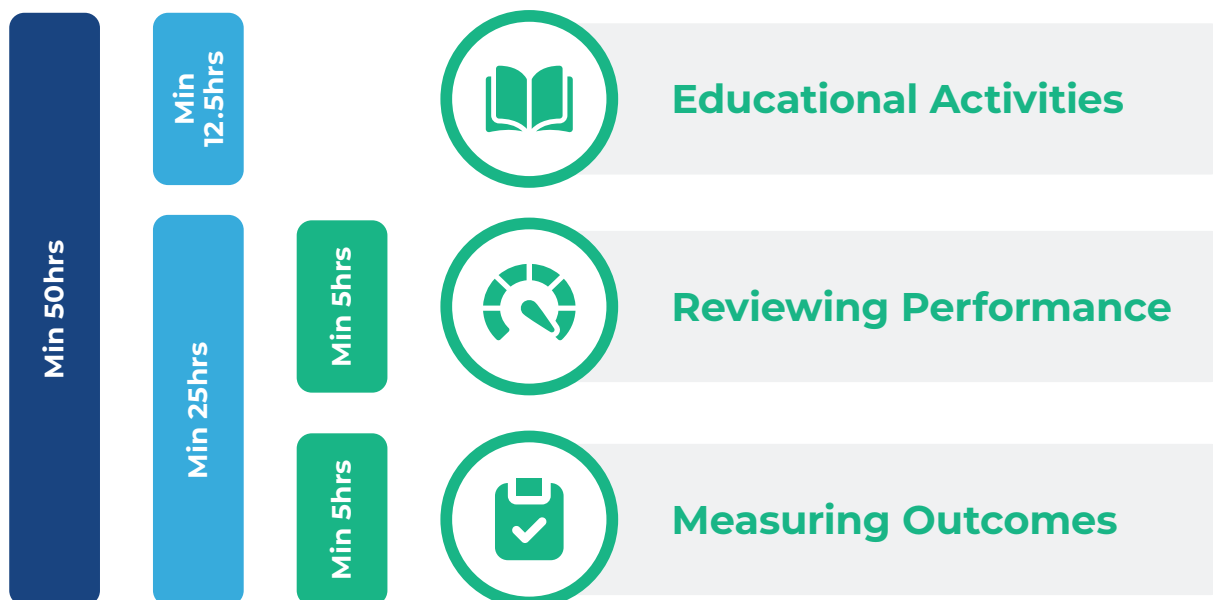 Min 50hrs
Min
12.5hrs
Educational Activities
Min 25hrs
Min 5hrs
Reviewing Performance
Min 5hrs
Measuring Outcomes